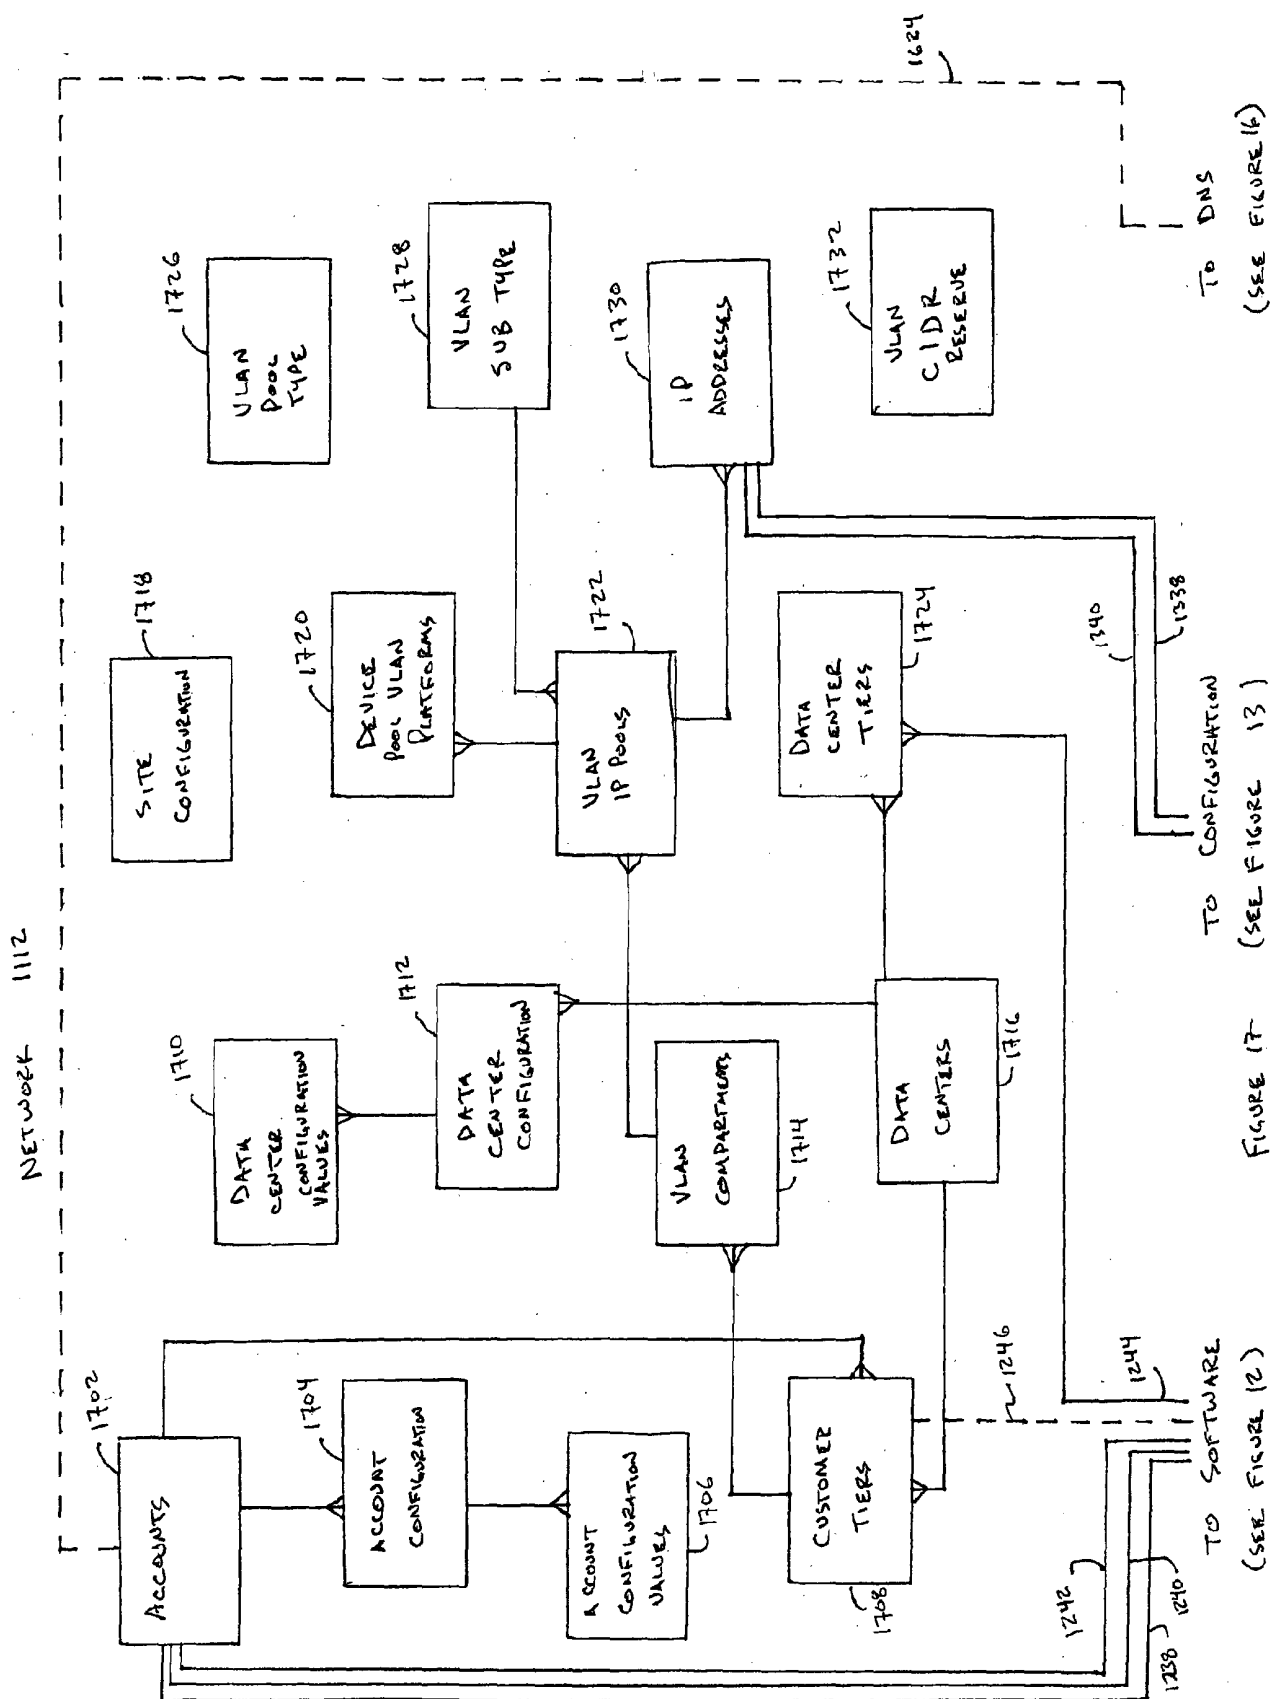 NETWORK 1112
ACCOUNTS
1702
ACCOUNT
CONFIGURATION
1704
ACCOUNT
CONFIGURATION
VALUES
1706
CUSTOMER
TIERS
1708
DATA
CENTER
CONFIGURATION
VALUES
1710
DATA
CENTER
CONFIGURATION
1712
VLAN
COMPARTMENTS
1714
DATA
CENTERS
1716
SITE
CONFIGURATION
1718
DEVICE
POOL VLAN
PLATFORMS
1720
VLAN
IP POOLS
1722
DATA
CENTER
TIERS
1724
VLAN
POOL
TYPE
1726
VLAN
SUB TYPE
1728
IP
ADDRESSES
1730
VLAN
CIDR
RESERVE
1732
1624
1340
1338
1246
1244
1242
1240
1238
TO SOFTWARE
(SEE FIGURE 12)
TO CONFIGURATION
(SEE FIGURE 13)
TO DNS
(SEE FIGURE 16)
FIGURE 17